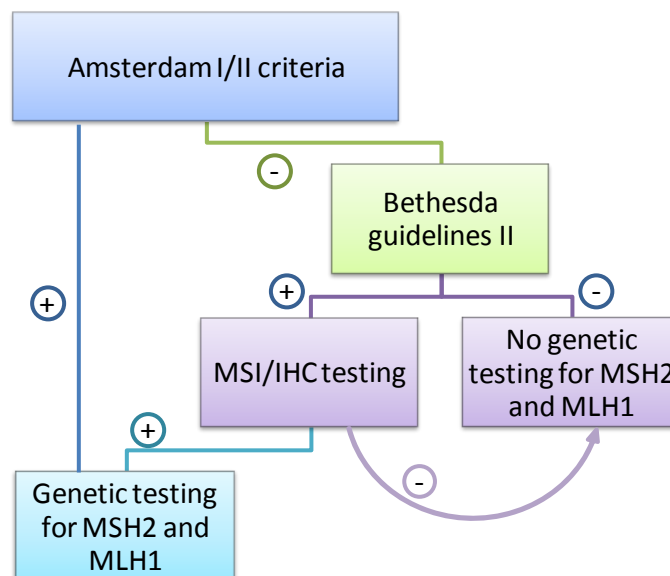 Amsterdam I/II criteria
-
Bethesda
guidelines II
+
+
-
MSI/IHC testing
No genetic
testing for MSH2
and MLH1
+
-
Genetic testing
for MSH2 and
MLH1